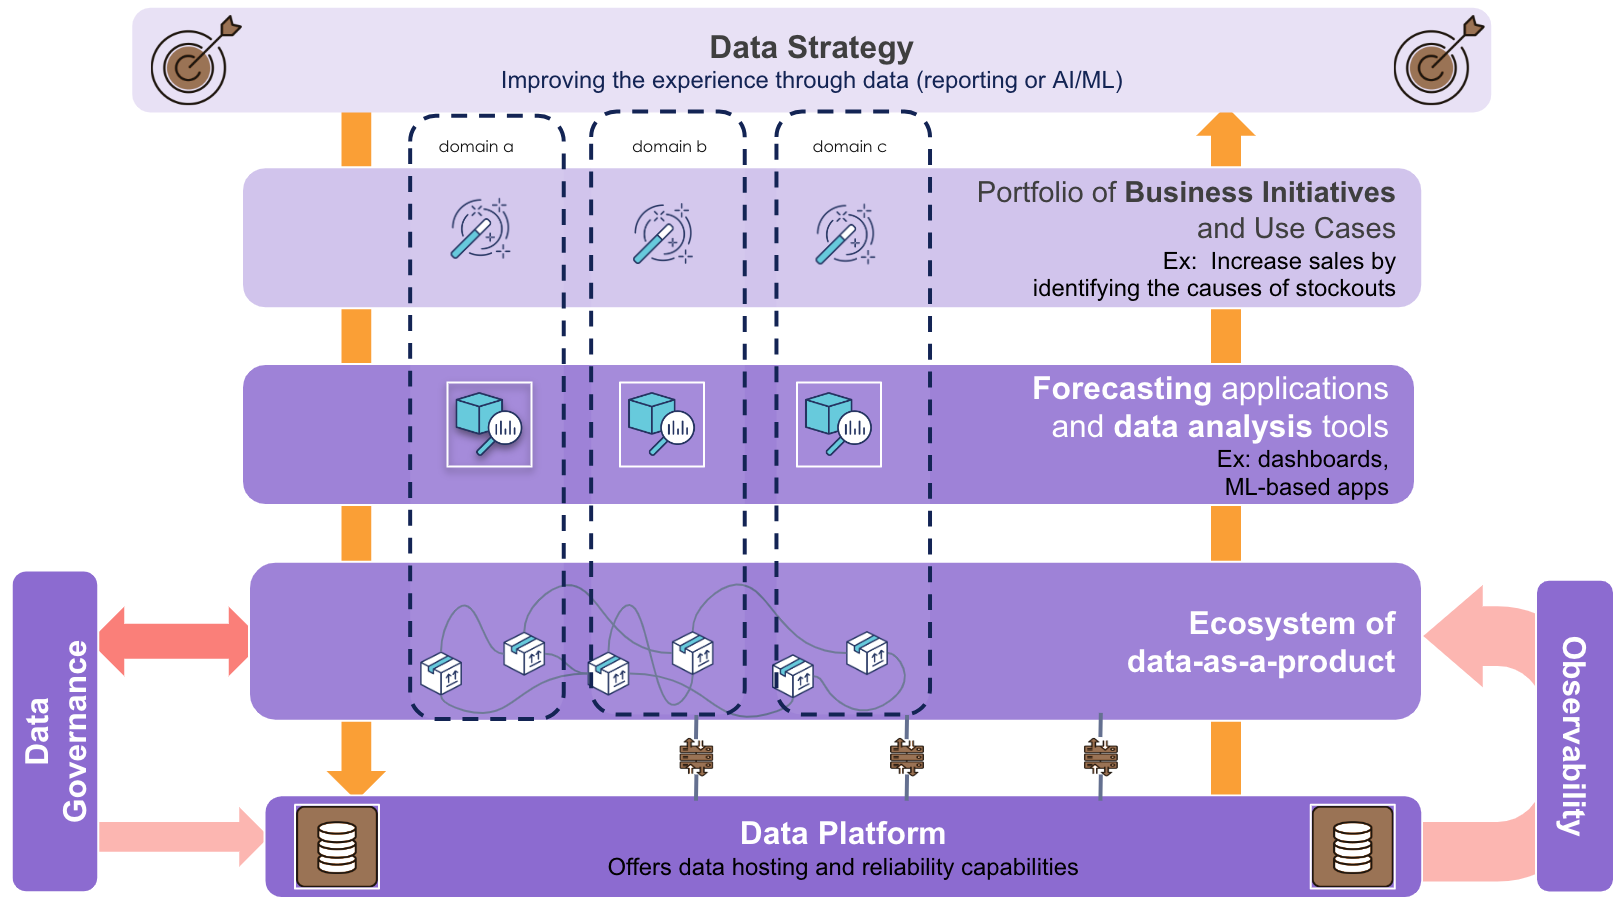 Data Strategy
Improving the experience through data (reporting or AI/ML)
domain a
domain b
domain c
Portfolio of Business Initiatives
and Use Cases
Ex:  Increase sales by
identifying the causes of stockouts
Forecasting applications
and data analysis tools
Ex: dashboards,
ML-based apps
Ecosystem of
data-as-a-product
Data
Governance
Observability
Data Platform
Offers data hosting and reliability capabilities